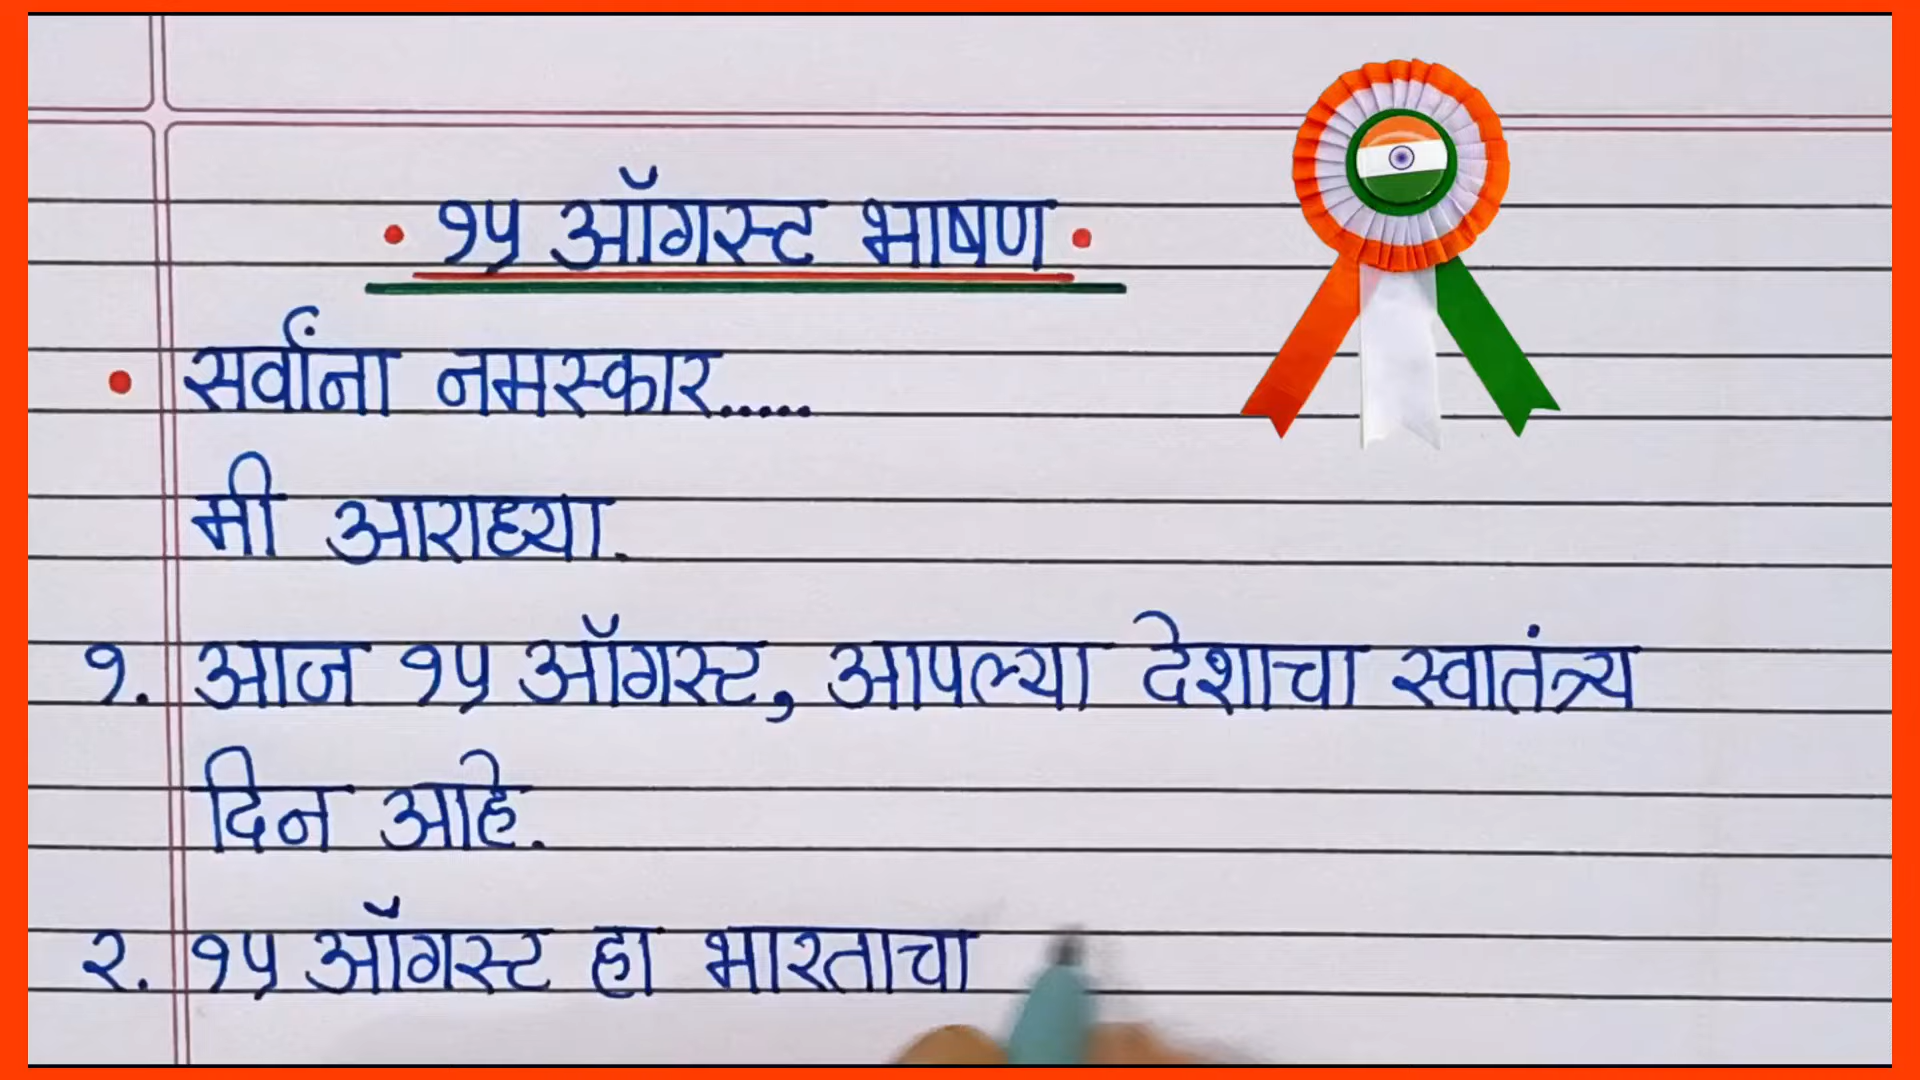 १५ ऑगस्ट भाषण
सर्वांना नमस्कार.....
मी आराध्या.
१. आज १५ ऑगस्ट, आपल्या देशाचा स्वातंत्र्य
दिन आहे.
२. १५ ऑगस्ट हा भारताचा